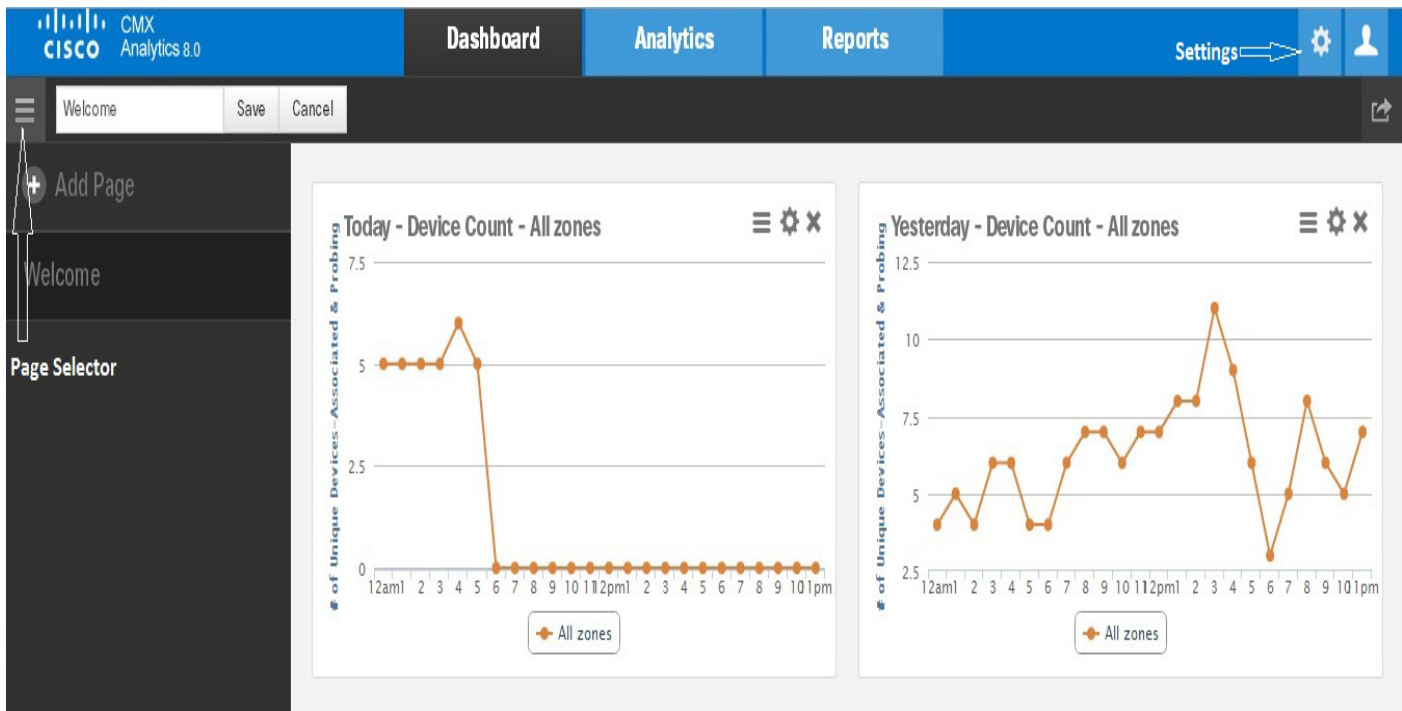 CISCO CMX Analytics 8.0
Dashboard
Analytics
Reports
Settings
Welcome
Save
Cancel
Add Page
Welcome
Page Selector
Today - Device Count - All zones
# of Unique Devices-Associated & Probing
7.5
5
2.5
0
12am1 2 3 4 5 6 7 8 9 10 1112pm1 2 3 4 5 6 7 8 9 1011pm
All zones
Yesterday - Device Count - All zones
# of Unique Devices-Associated & Probing
12.5
10
7.5
5
2.5
12am1 2 3 4 5 6 7 8 9 10 1112pm1 2 3 4 5 6 7 8 9 1011pm
All zones